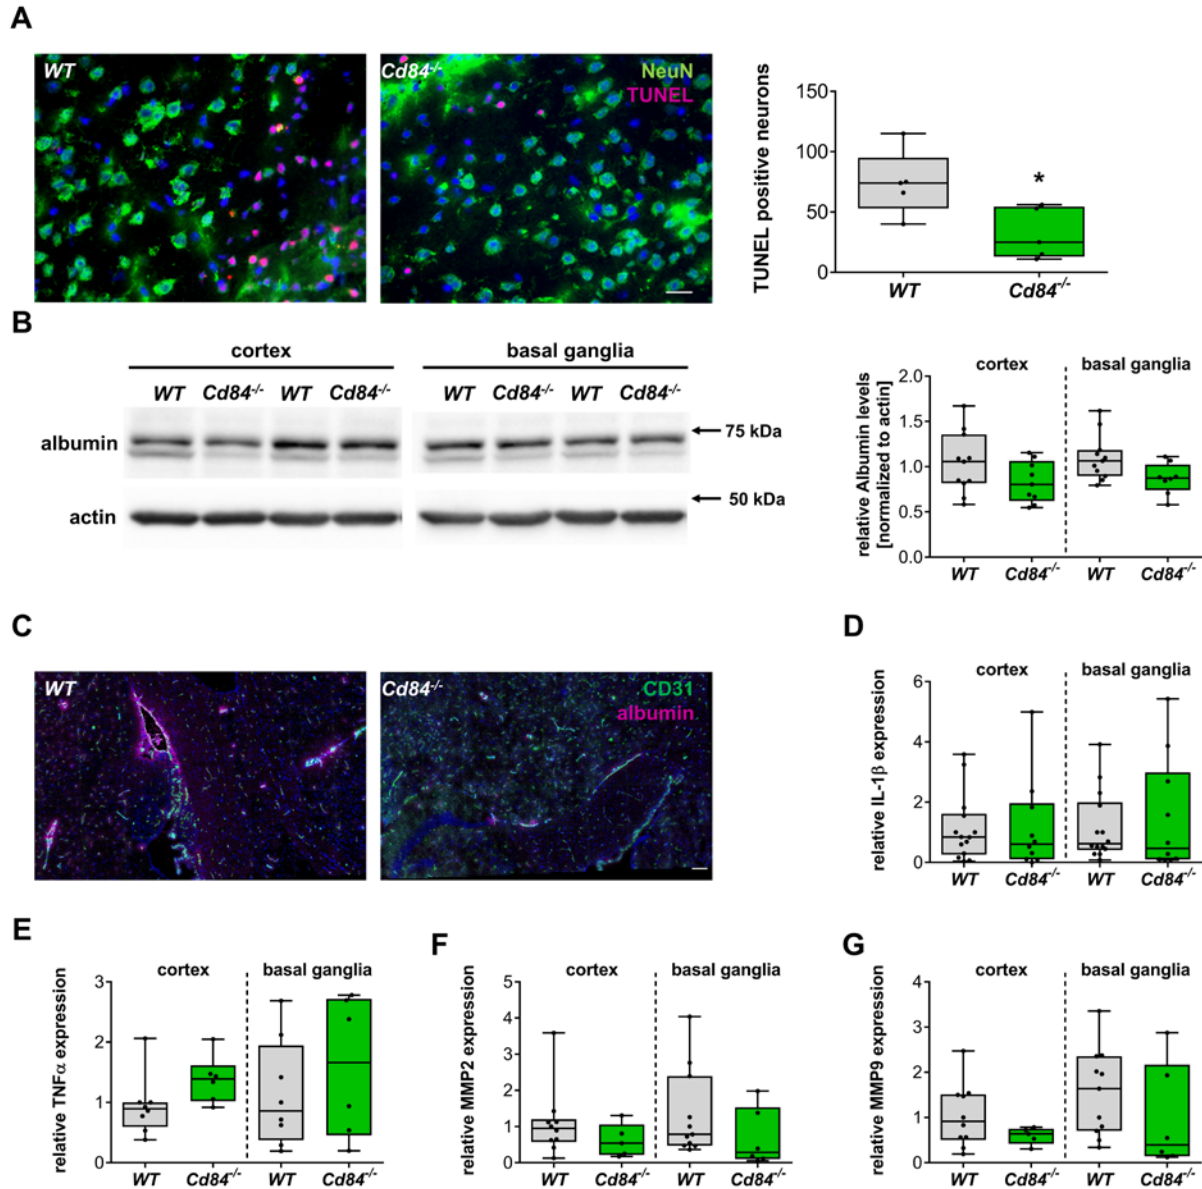 A
WT
Cd84-/-
NeuN
TUNEL
TUNEL positive neurons
150
100
50
0
*
WT
Cd84-/-
B
cortex
basal ganglia
WT
Cd84-/-
WT
Cd84-/-
WT
Cd84-/-
WT
Cd84-/-
albumin
75 kDa
actin
50 kDa
relative Albumin levels
[normalized to actin]
cortex
basal ganglia
2.0
1.5
1.0
0.5
0.0
WT
Cd84-/-
WT
Cd84-/-
C
WT
Cd84-/-
CD31
albumin
D
relative IL-1β expression
cortex
basal ganglia
6
4
2
0
WT
Cd84-/-
WT
Cd84-/-
E
relative TNFα expression
cortex
basal ganglia
3
2
1
0
WT
Cd84-/-
WT
Cd84-/-
F
relative MMP2 expression
cortex
basal ganglia
5
4
3
2
1
0
WT
Cd84-/-
WT
Cd84-/-
G
relative MMP9 expression
cortex
basal ganglia
4
3
2
1
0
WT
Cd84-/-
WT
Cd84-/-